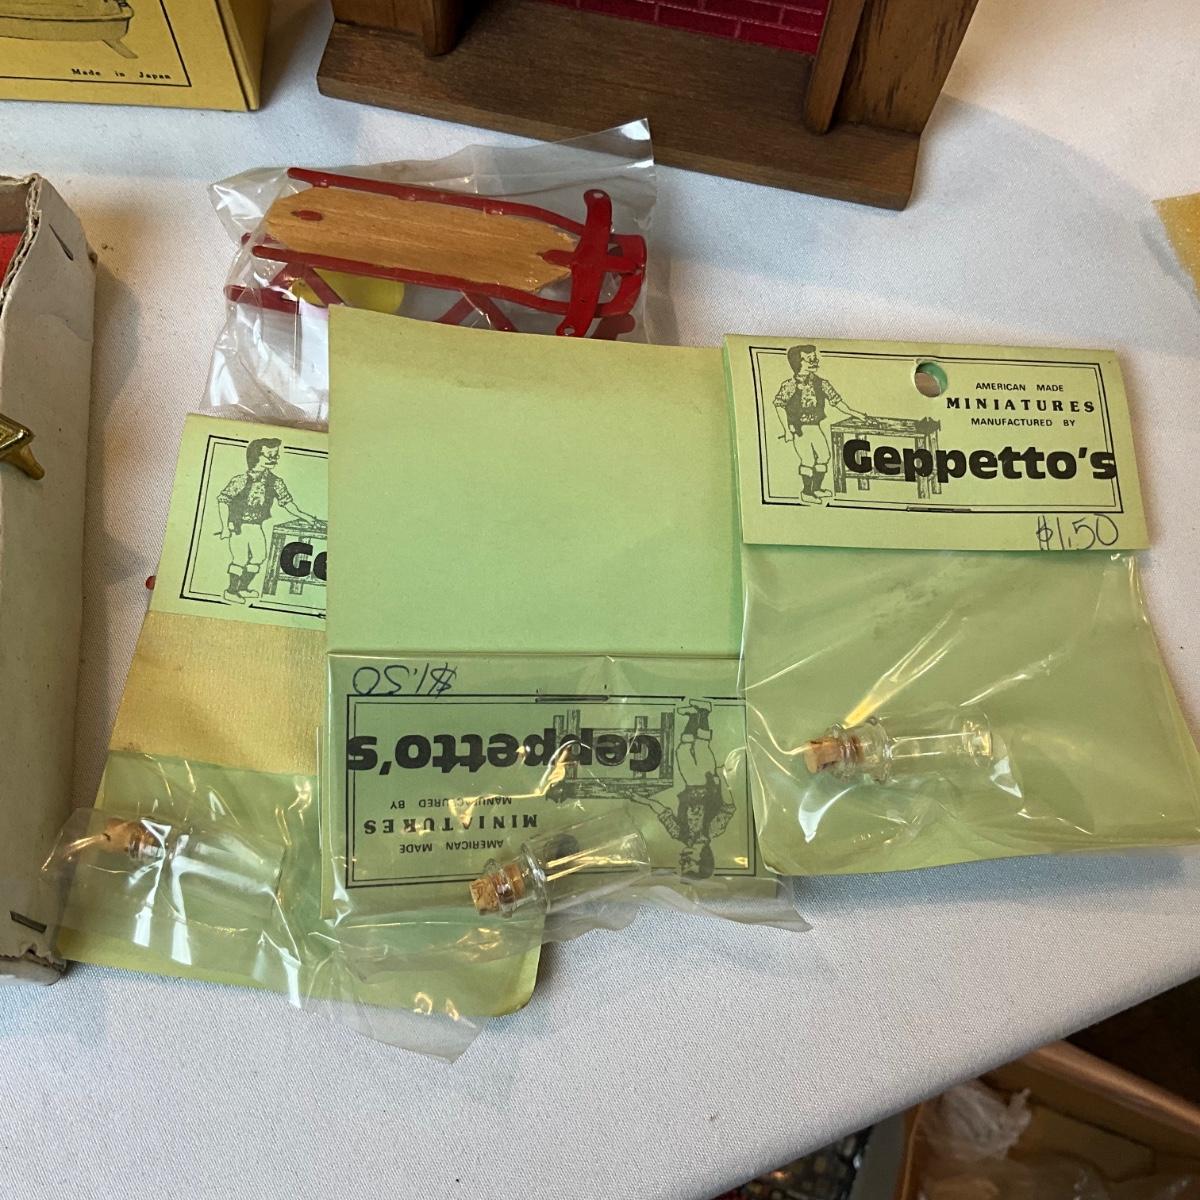 Made in Japan
AMERICAN MADE
MINIATURES
MANUFACTURED BY
Geppetto's
$1.50
Ge
$1.50
Geppetto's
MANUFACTURED BY
MINIATURES
AMERICAN MADE